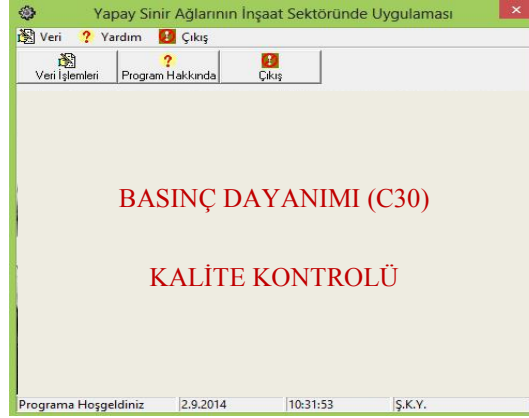 Yapay Sinir Ağlarının İnşaat Sektöründe Uygulaması
Veri ? Yardım Çıkış
Veri İşlemleri ? Program Hakkında Çıkış
BASINÇ DAYANIMI (C30)
KALİTE KONTROLÜ
Programa Hoşgeldiniz 2.9.2014 10:31:53 Ş.K.Y.